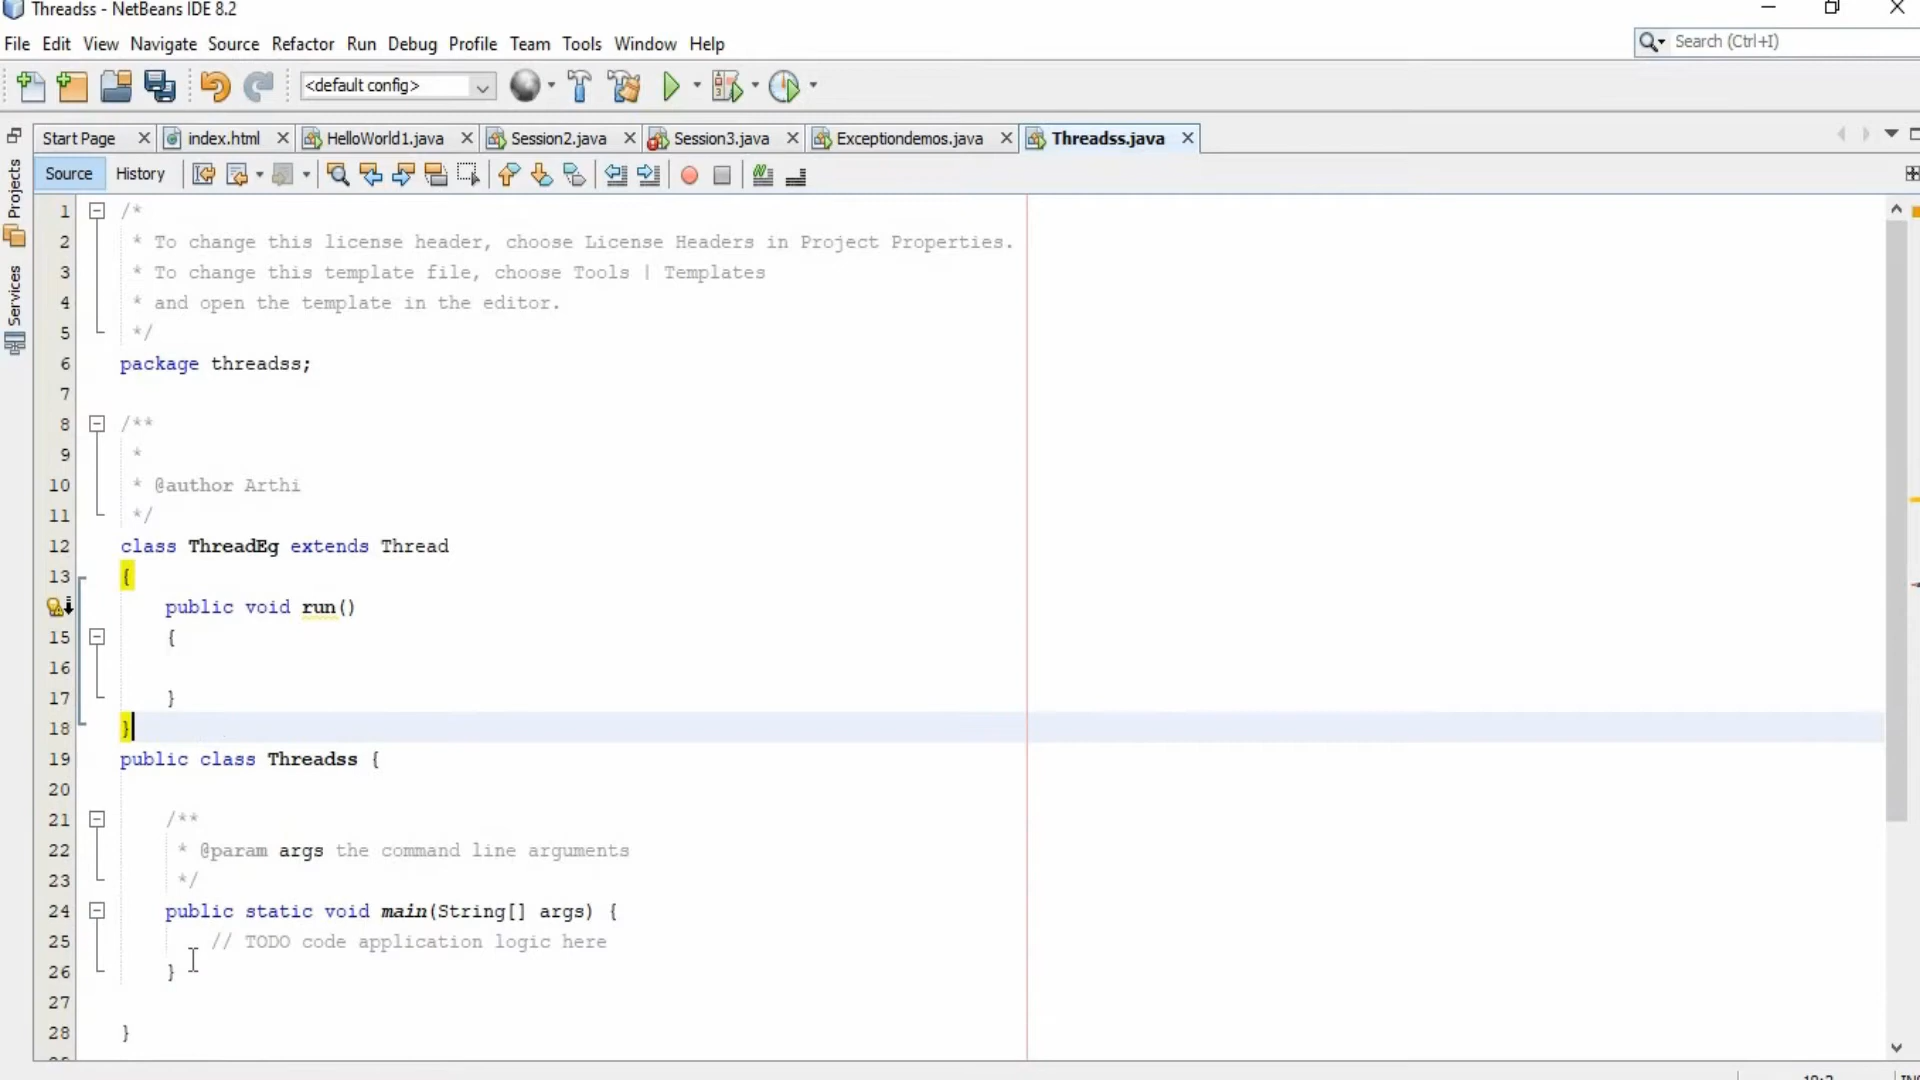 Threadss - NetBeans IDE 8.2
File Edit View Navigate Source Refactor Run Debug Profile Team Tools Window Help
Search (Ctrl+I)
<default config>
Start Page index.html HelloWorld1.java Session2.java Session3.java Exceptiondemos.java Threadss.java
Source History
Projects
Services
1 /*
2 * To change this license header, choose License Headers in Project Properties.
3 * To change this template file, choose Tools | Templates
4 * and open the template in the editor.
5 */
6 package threadss;
7
8 /**
9 *
10 * @author Arthi
11 */
12 class ThreadEg extends Thread
13 {
public void run()
15 {
16
17 }
18 }
19 public class Threadss {
20
21 /**
22 * @param args the command line arguments
23 */
24 public static void main(String[] args) {
25 // TODO code application logic here
26 }
27
28 }